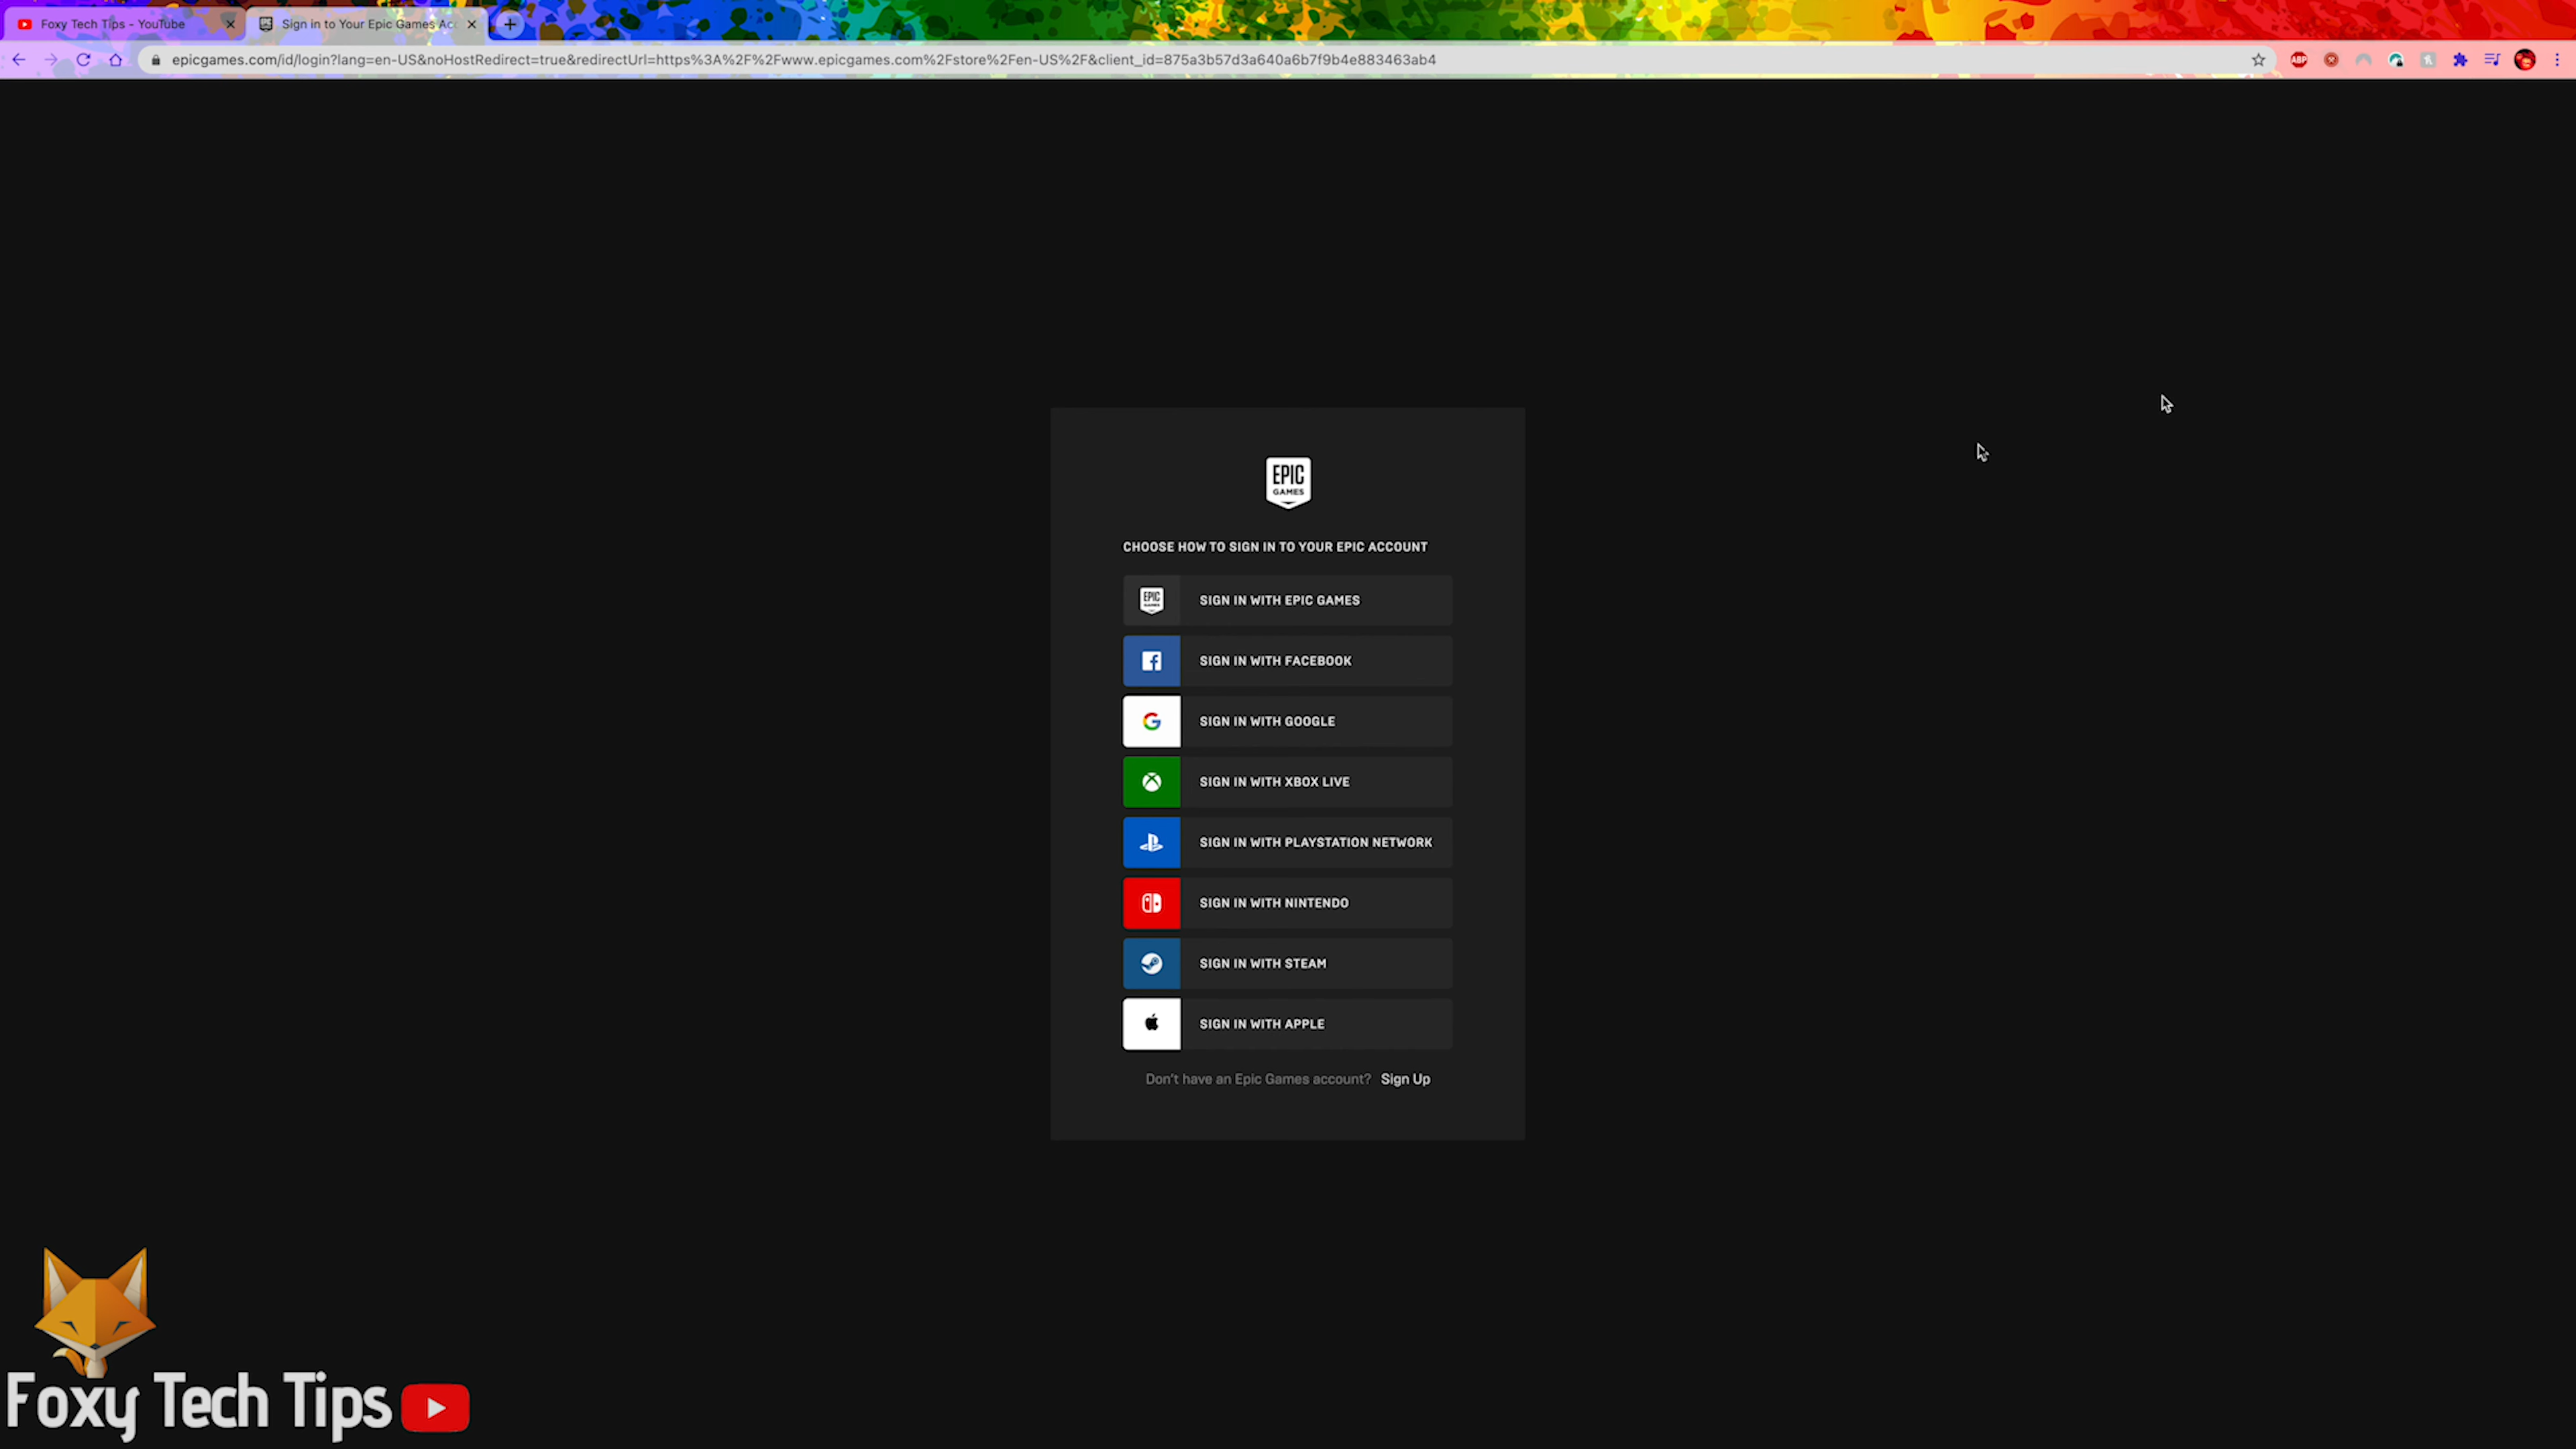 Foxy Tech Tips - YouTube
Sign in to Your Epic Games Acc
epicgames.com/id/login?lang=en-US&noHostRedirect=true&redirectUrl=https%3A%2F%2Fwww.epicgames.com%2Fstore%2Fen-US%2F&client_id=875a3b57d3a640a6b7f9b4e883463ab4
ABP
EPIC
GAMES
CHOOSE HOW TO SIGN IN TO YOUR EPIC ACCOUNT
EPIC
GAMES
SIGN IN WITH EPIC GAMES
SIGN IN WITH FACEBOOK
SIGN IN WITH GOOGLE
SIGN IN WITH XBOX LIVE
SIGN IN WITH PLAYSTATION NETWORK
SIGN IN WITH NINTENDO
SIGN IN WITH STEAM
SIGN IN WITH APPLE
Don't have an Epic Games account? Sign Up
Foxy Tech Tips